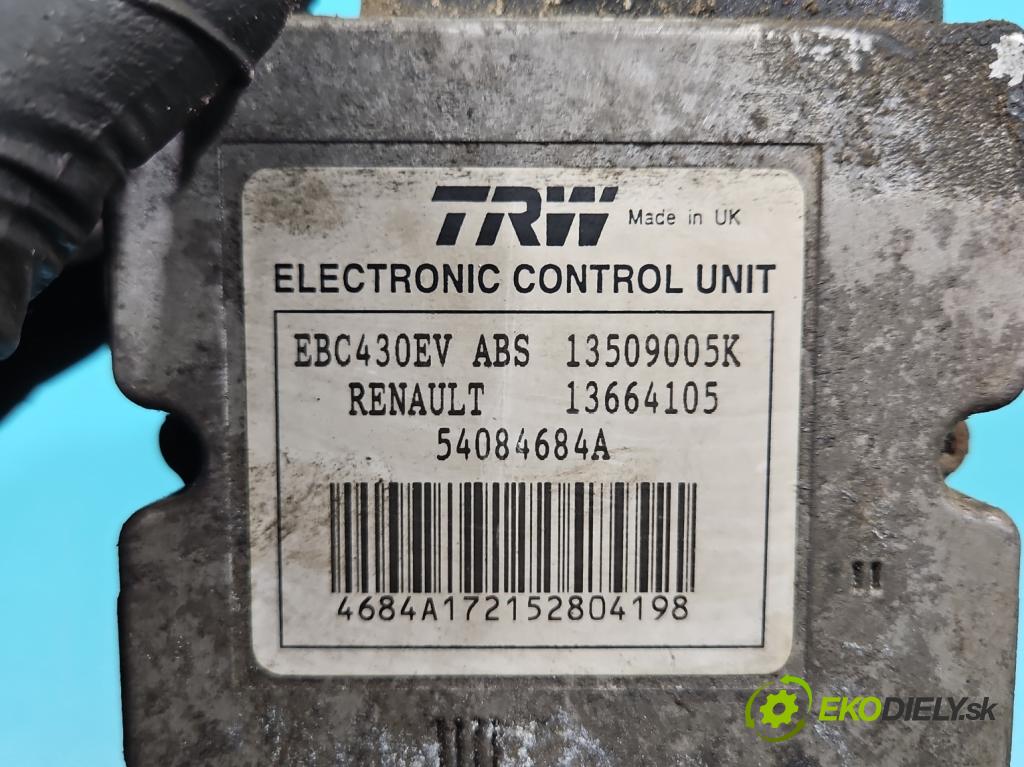 TRW Made in UK
ELECTRONIC CONTROL UNIT
EBC430EV ABS 13509005K
RENAULT 13664105
54084684A
4684A172152804198
EKODIELY.sk